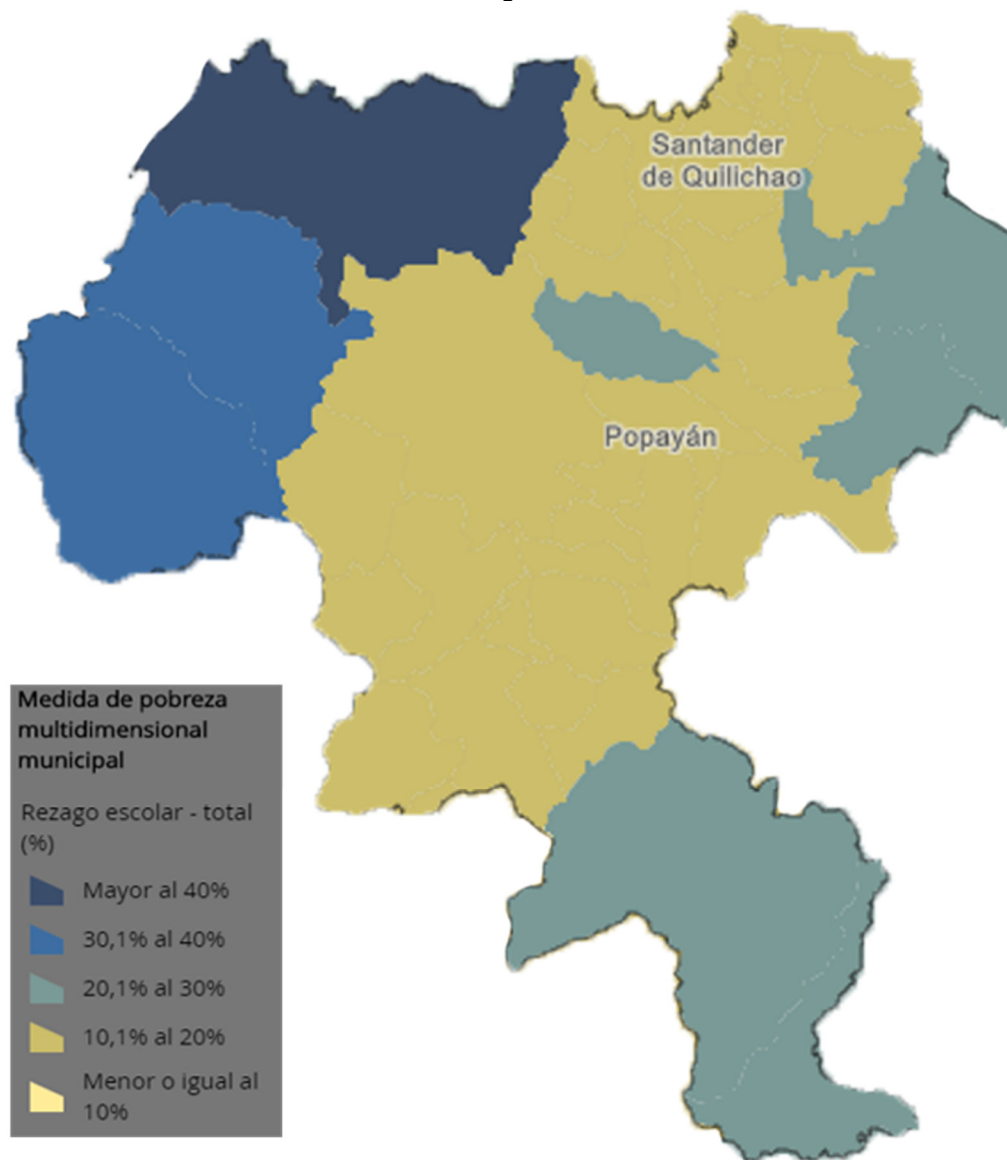 Santander
de Quilichao
Popayán
Medida de pobreza
multidimensional
municipal
Rezago escolar - total
(%)
Mayor al 40%
30,1% al 40%
20,1% al 30%
10,1% al 20%
Menor o igual al
10%